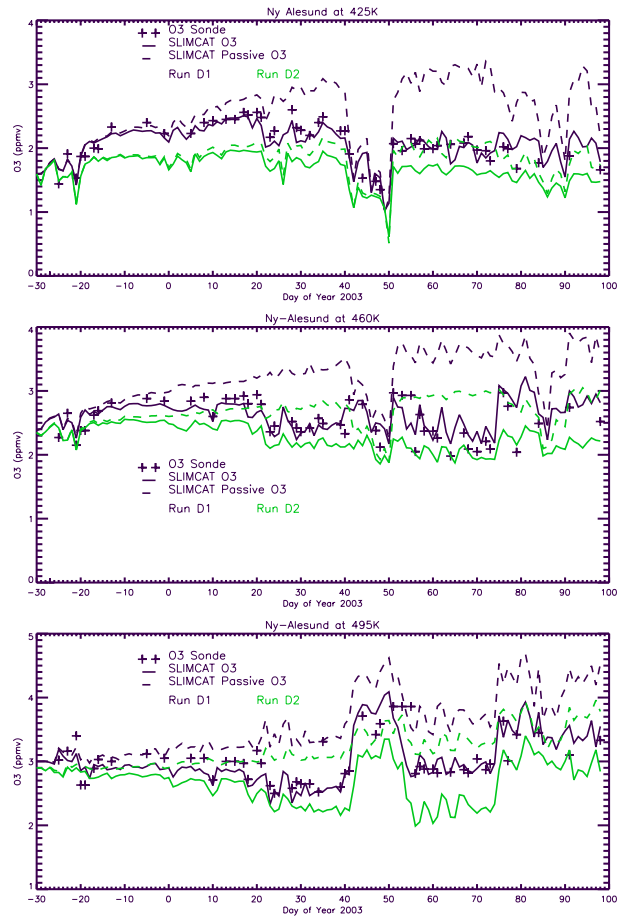 Ny Alesund at 425K
4
3
2
1
0
O3 (ppmv)
++ O3 Sonde
SLIMCAT O3
SLIMCAT Passive O3
Run D1 Run D2
-30 -20 -10 0 10 20 30 40 50 60 70 80 90 100
Day of Year 2003
Ny-Alesund at 460K
4
3
2
1
0
O3 (ppmv)
++ O3 Sonde
SLIMCAT O3
SLIMCAT Passive O3
Run D1 Run D2
-30 -20 -10 0 10 20 30 40 50 60 70 80 90 100
Day of Year 2003
Ny-Alesund at 495K
5
4
3
2
1
O3 (ppmv)
++ O3 Sonde
SLIMCAT O3
SLIMCAT Passive O3
Run D1 Run D2
-30 -20 -10 0 10 20 30 40 50 60 70 80 90 100
Day of Year 2003